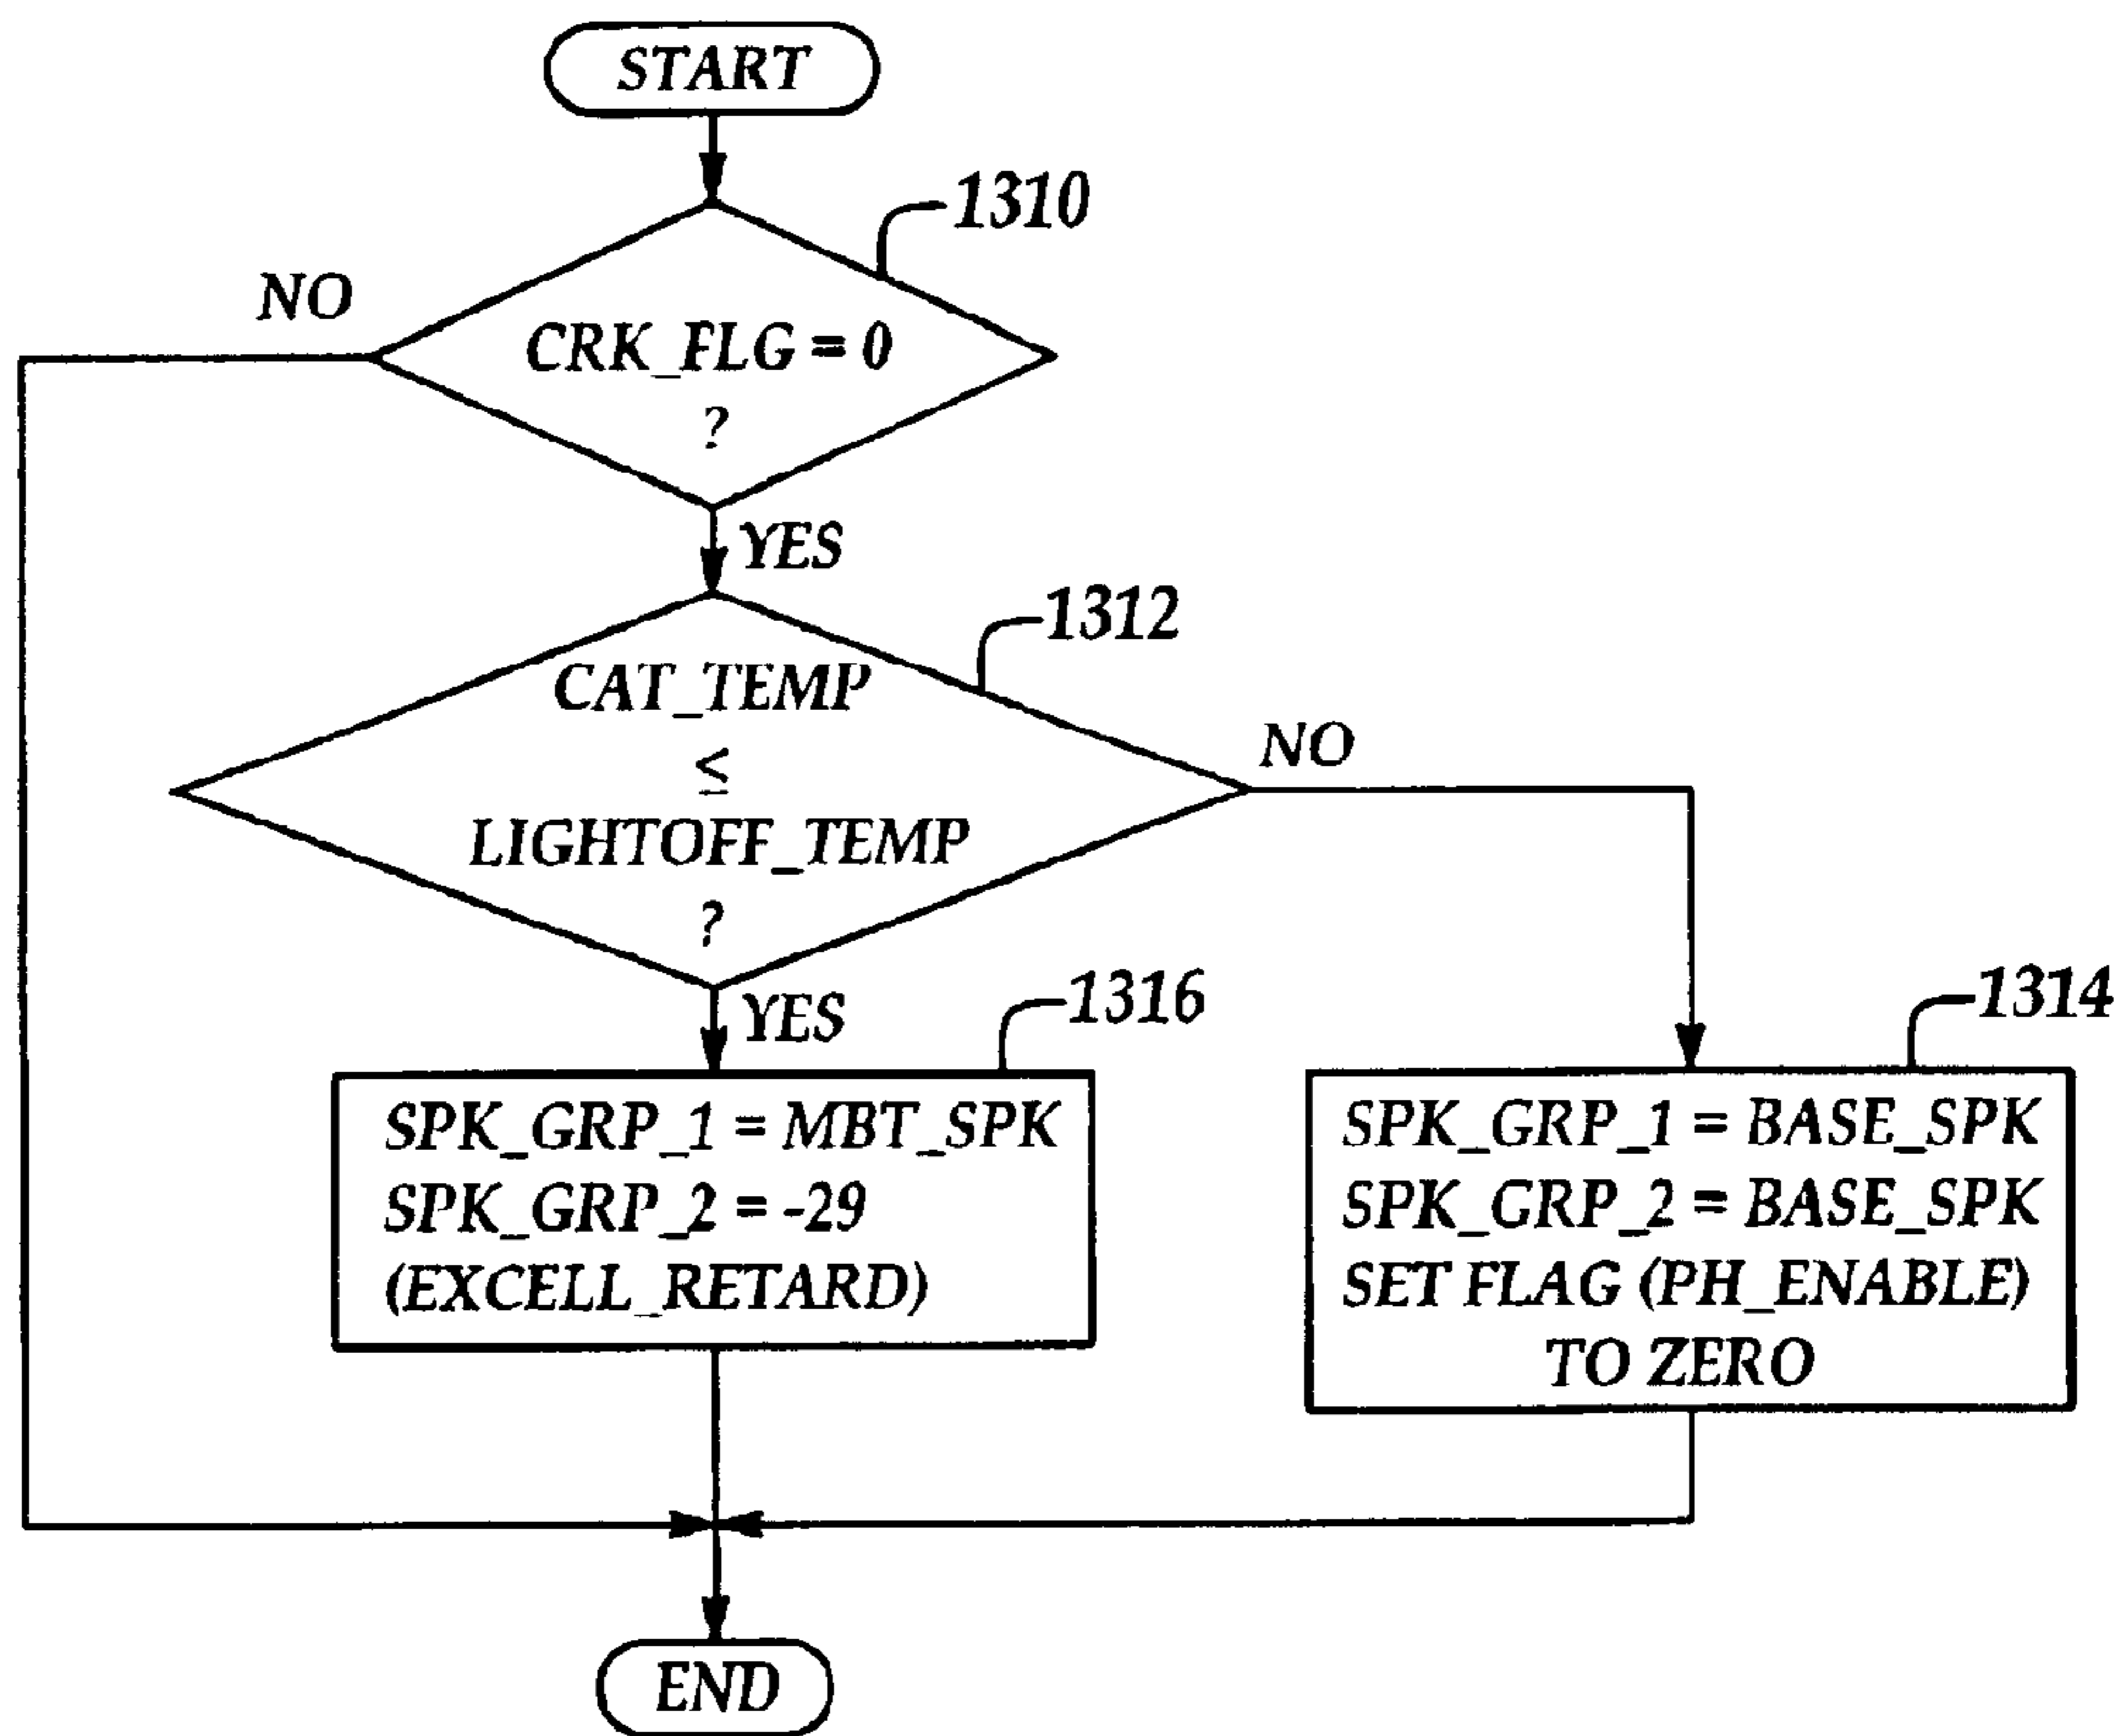 START
1310
NO
CRK_FLG = 0
?
YES
1312
CAT_TEMP
≤
LIGHTOFF_TEMP
?
NO
YES
1316
SPK_GRP_1 = MBT_SPK
SPK_GRP_2 = -29
(EXCELL_RETARD)
1314
SPK_GRP_1 = BASE_SPK
SPK_GRP_2 = BASE_SPK
SET FLAG (PH_ENABLE)
TO ZERO
END